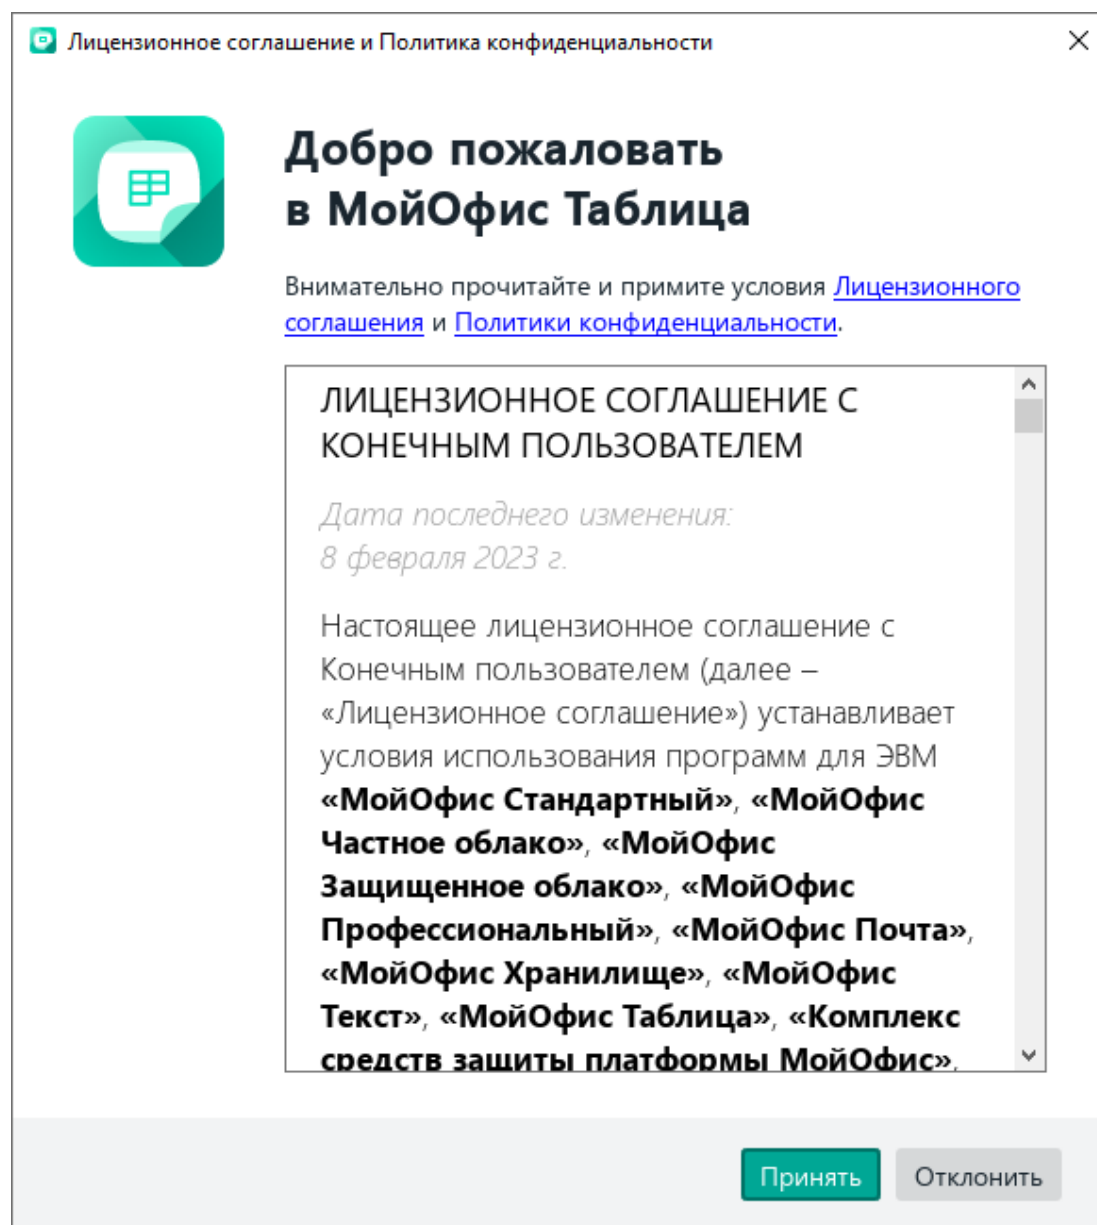 Лицензионное соглашение и Политика конфиденциальности
Добро пожаловать
в МойОфис Таблица
Внимательно прочитайте и примите условия Лицензионного
соглашения и Политики конфиденциальности.
ЛИЦЕНЗИОННОЕ СОГЛАШЕНИЕ С
КОНЕЧНЫМ ПОЛЬЗОВАТЕЛЕМ
Дата последнего изменения:
8 февраля 2023 г.
Настоящее лицензионное соглашение с
Конечным пользователем (далее –
«Лицензионное соглашение») устанавливает
условия использования программ для ЭВМ
«МойОфис Стандартный», «МойОфис
Частное облако», «МойОфис
Защищенное облако», «МойОфис
Профессиональный», «МойОфис Почта»,
«МойОфис Хранилище», «МойОфис
Текст», «МойОфис Таблица», «Комплекс
средств защиты платформы МойОфис»,
Принять
Отклонить